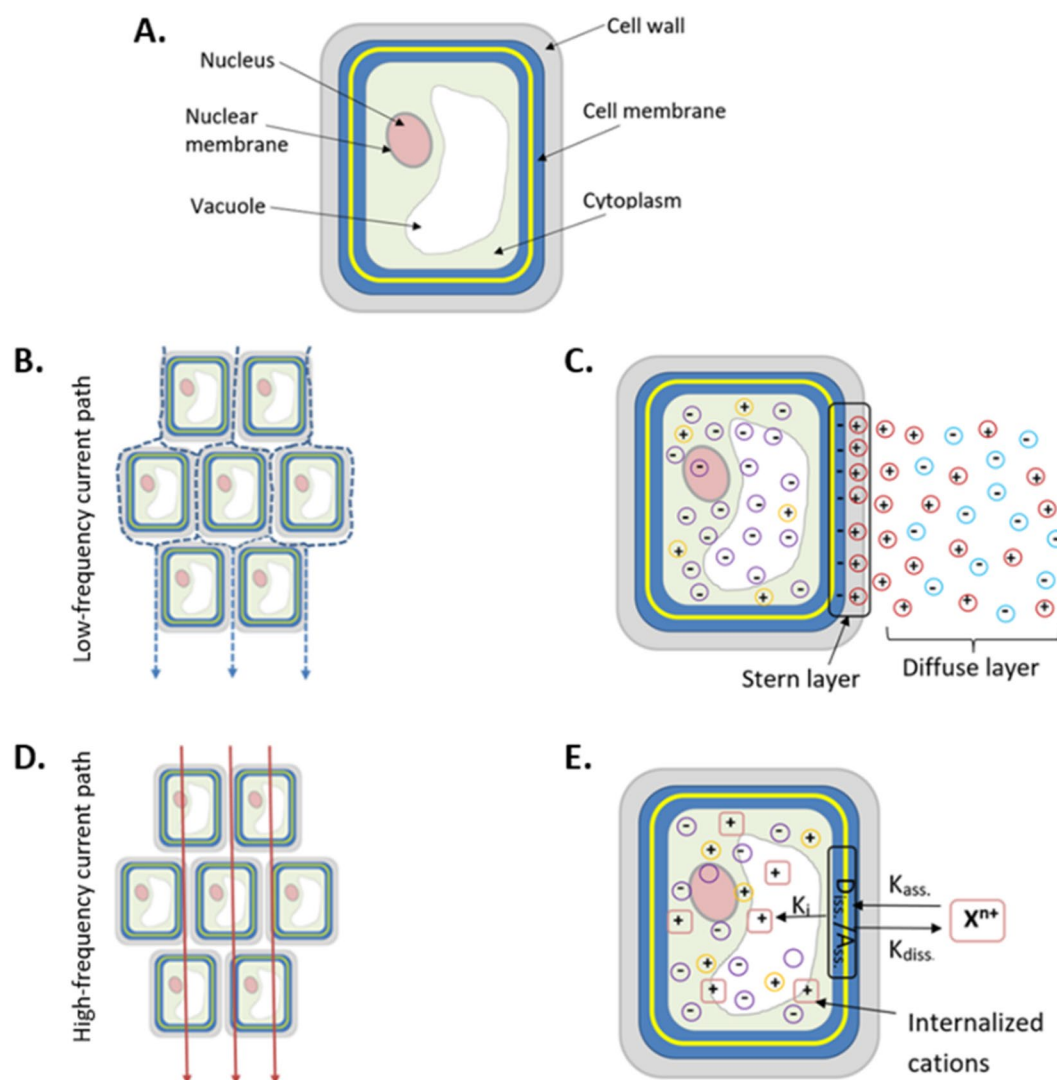 A.
Cell wall
Nucleus
Nuclear
membrane
Cell membrane
Vacuole
Cytoplasm
B.
Low-frequency current path
C.
Stern layer
Diffuse layer
D.
High-frequency current path
E.
Diss./Ass.
Kass.
Ki
Xn+
Kdiss.
Internalized
cations